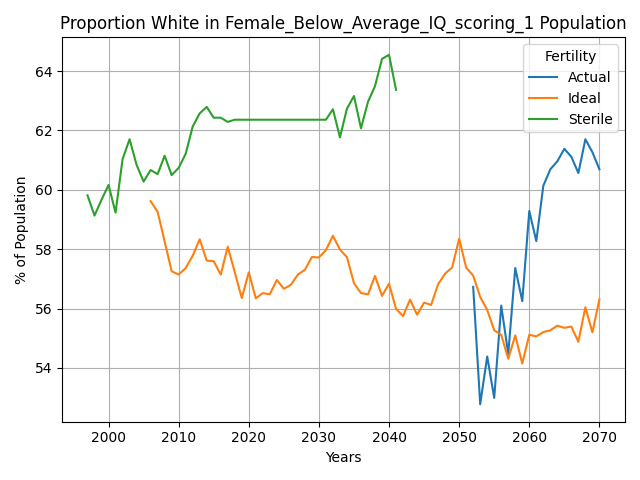 Proportion White in Female_Below_Average_IQ_scoring_1 Population
Fertility
Actual
Ideal
Sterile
% of Population
64
62
60
58
56
54
2000 2010 2020 2030 2040 2050 2060 2070
Years